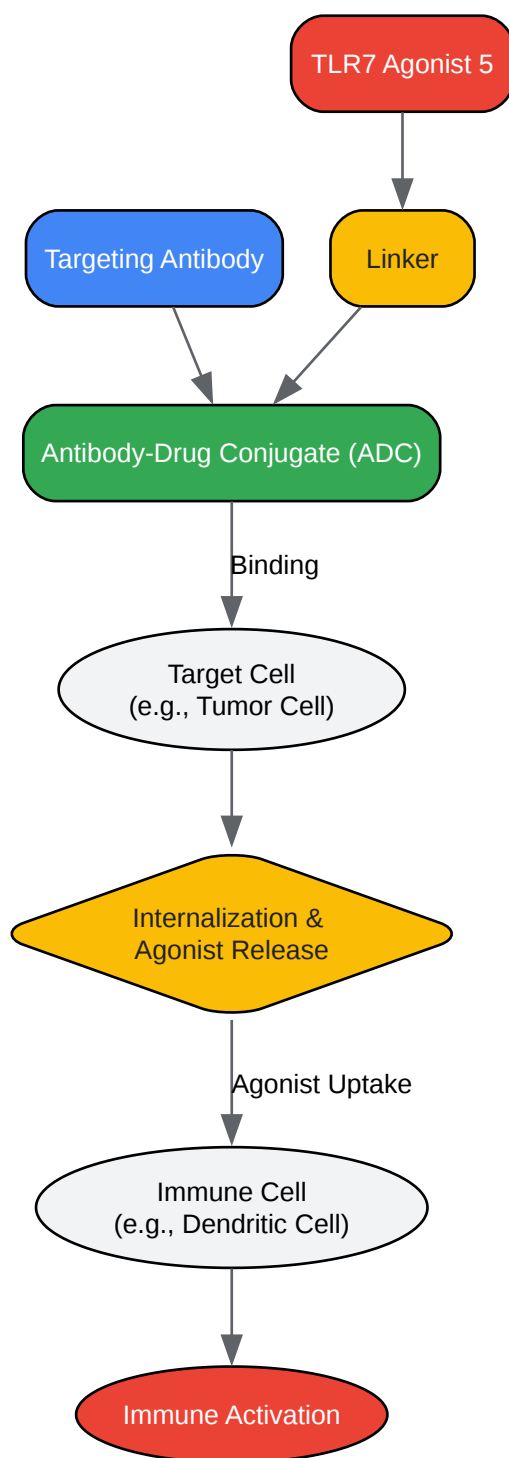 TLR7 Agonist 5
Targeting Antibody
Linker
Antibody-Drug Conjugate (ADC)
Binding
Target Cell
(e.g., Tumor Cell)
Internalization &
Agonist Release
Agonist Uptake
Immune Cell
(e.g., Dendritic Cell)
Immune Activation